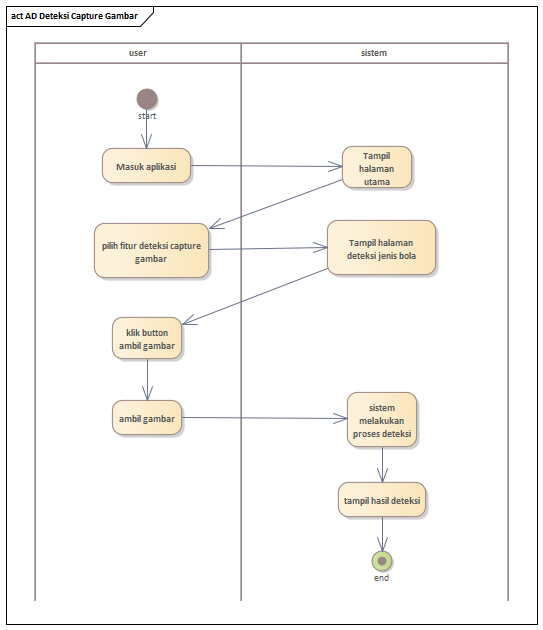 act AD Deteksi Capture Gambar
user
sistem
start
Masuk aplikasi
Tampil
halaman
utama
pilih fitur deteksi capture
gambar
Tampil halaman
deteksi jenis bola
klik button
ambil gambar
ambil gambar
sistem
melakukan
proses deteksi
tampil hasil deteksi
end